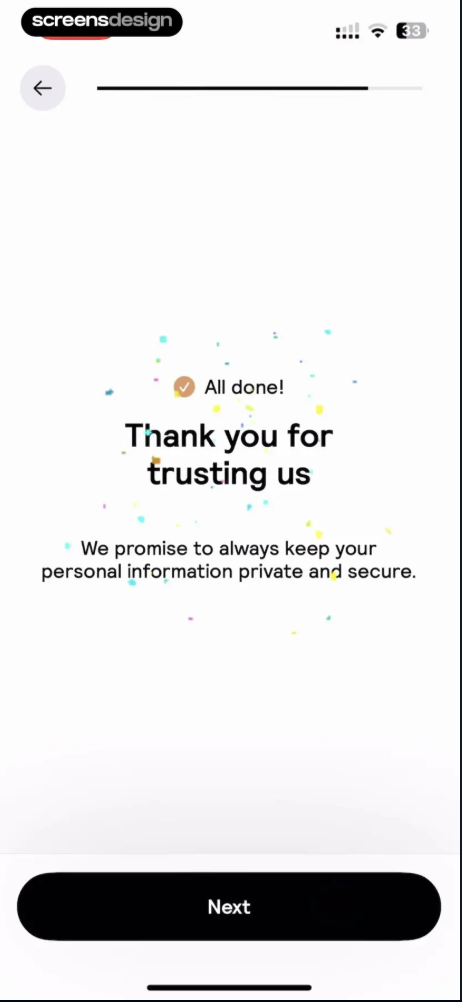 screensdesign
33
All done!
Thank you for
trusting us
We promise to always keep your
personal information private and secure.
Next